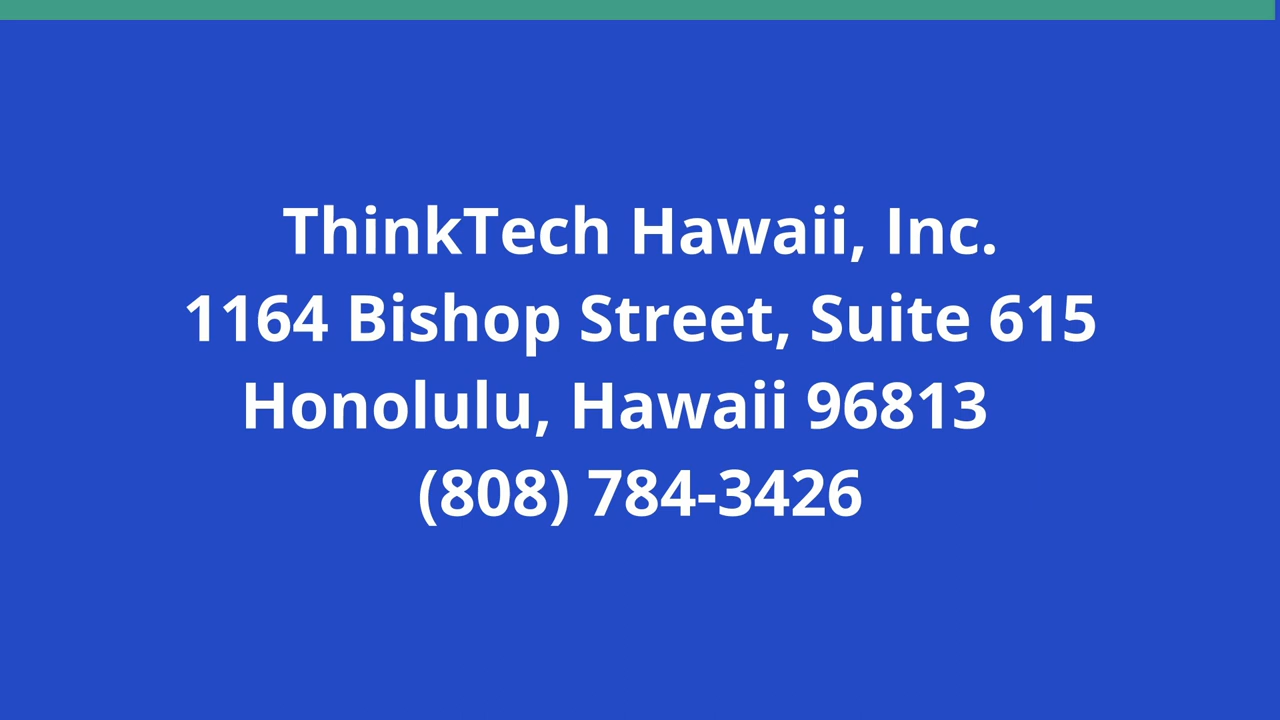 ThinkTech Hawaii, Inc.
1164 Bishop Street, Suite 615
Honolulu, Hawaii 96813
(808) 784-3426